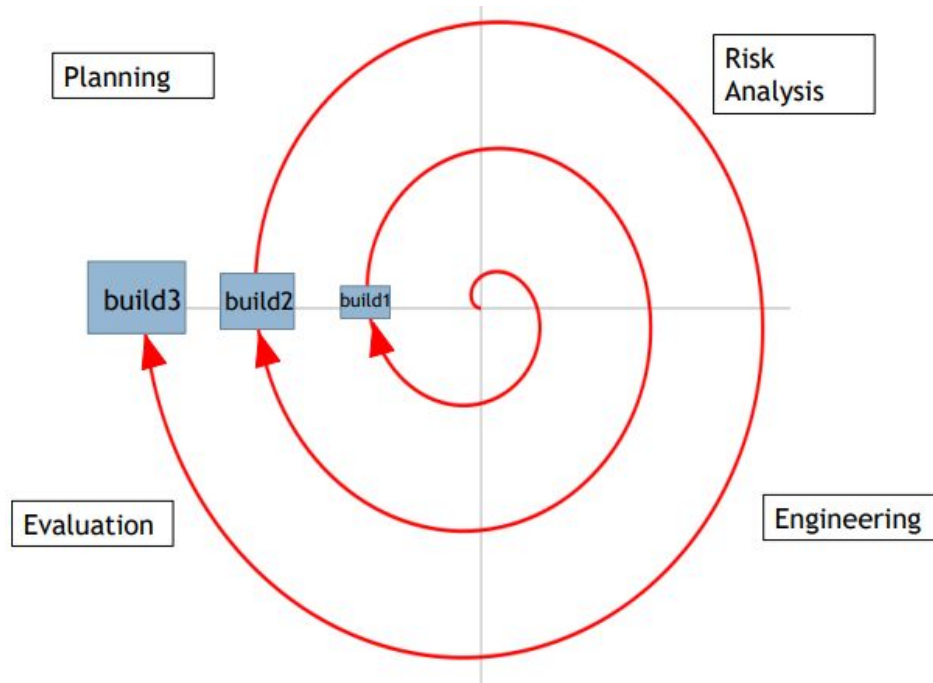 Planning
Risk
Analysis
build3
build2
build1
Evaluation
Engineering